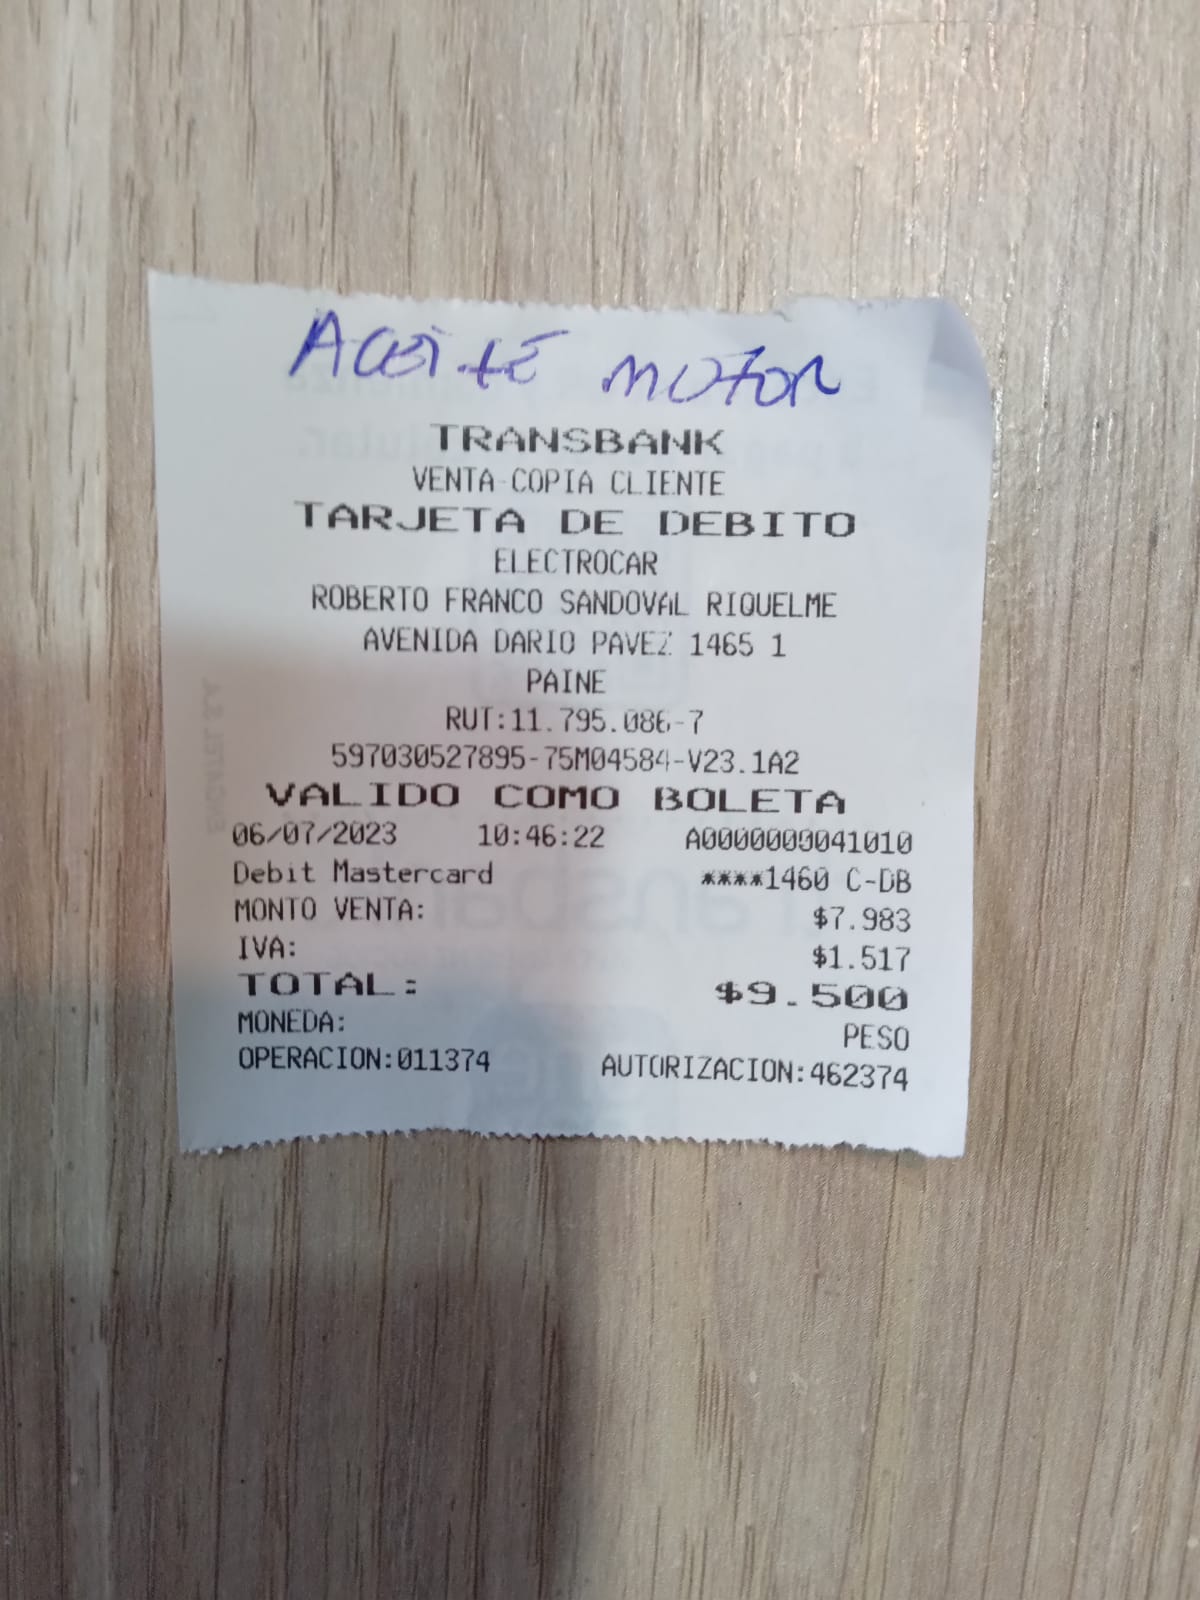 ACEITE MOTOR
TRANSBANK
VENTA-COPIA CLIENTE
TARJETA DE DEBITO
ELECTROCAR
ROBERTO FRANCO SANDOVAL RIQUELME
AVENIDA DARIO PAVEZ 1465 1
PAINE
RUT:11.795.086-7
597030527895-75M04584-V23.1A2
VALIDO COMO BOLETA
06/07/2023 10:46:22 A0000000041010
Debit Mastercard ****1460 C-DB
MONTO VENTA: $7.983
IVA: $1.517
TOTAL: $9.500
MONEDA: PESO
OPERACION:011374 AUTORIZACION:462374